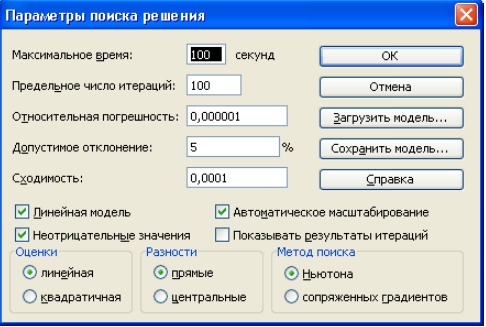 Параметры поиска решения
Максимальное время: 100 секунд OK
Предельное число итераций: 100 Отмена
Относительная погрешность: 0,000001 Загрузить модель...
Допустимое отклонение: 5 % Сохранить модель...
Сходимость: 0,0001 Справка
Линейная модель Автоматическое масштабирование
Неотрицательные значения Показывать результаты итераций
Оценки Разности Метод поиска
линейная прямые Ньютона
квадратичная центральные сопряженных градиентов